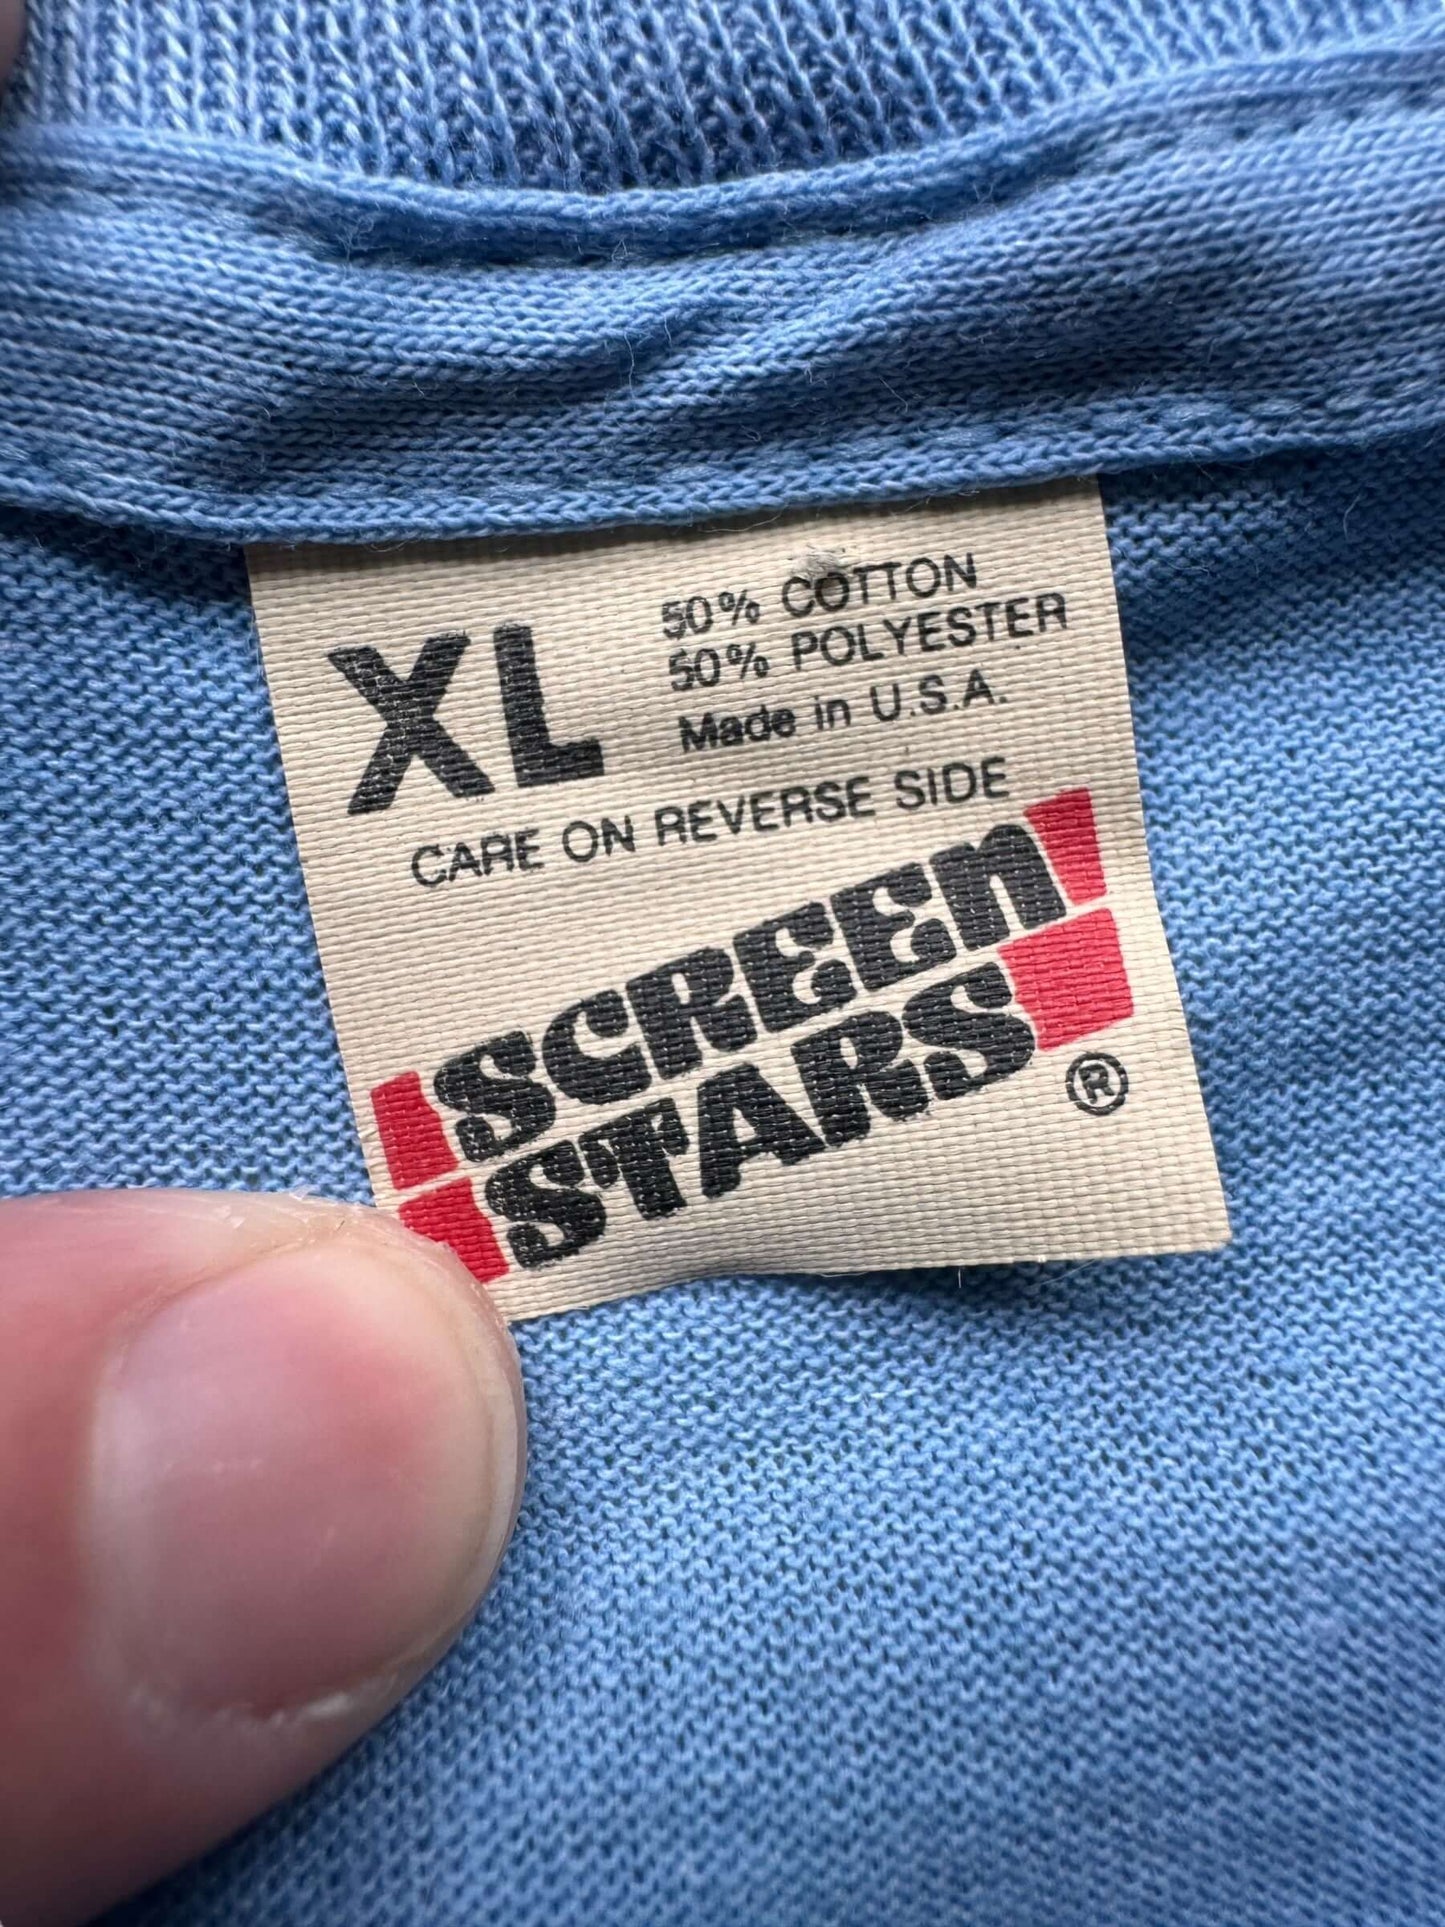 XL
50% COTTON
50% POLYESTER
Made in U.S.A.
CARE ON REVERSE SIDE
SCREEN
STARS
®